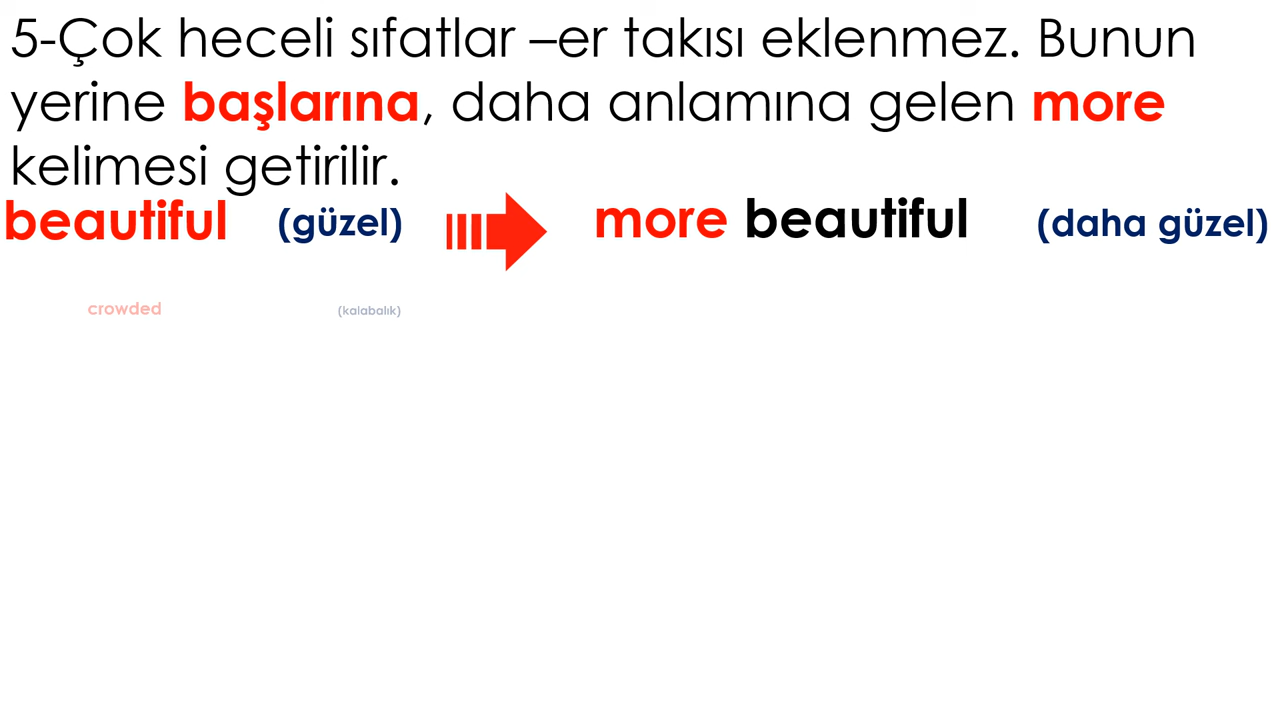 5-Çok heceli sıfatlar –er takısı eklenmez. Bunun
yerine başlarına, daha anlamına gelen more
kelimesi getirilir.
beautiful (güzel) more beautiful (daha güzel)
crowded (kalabalık)